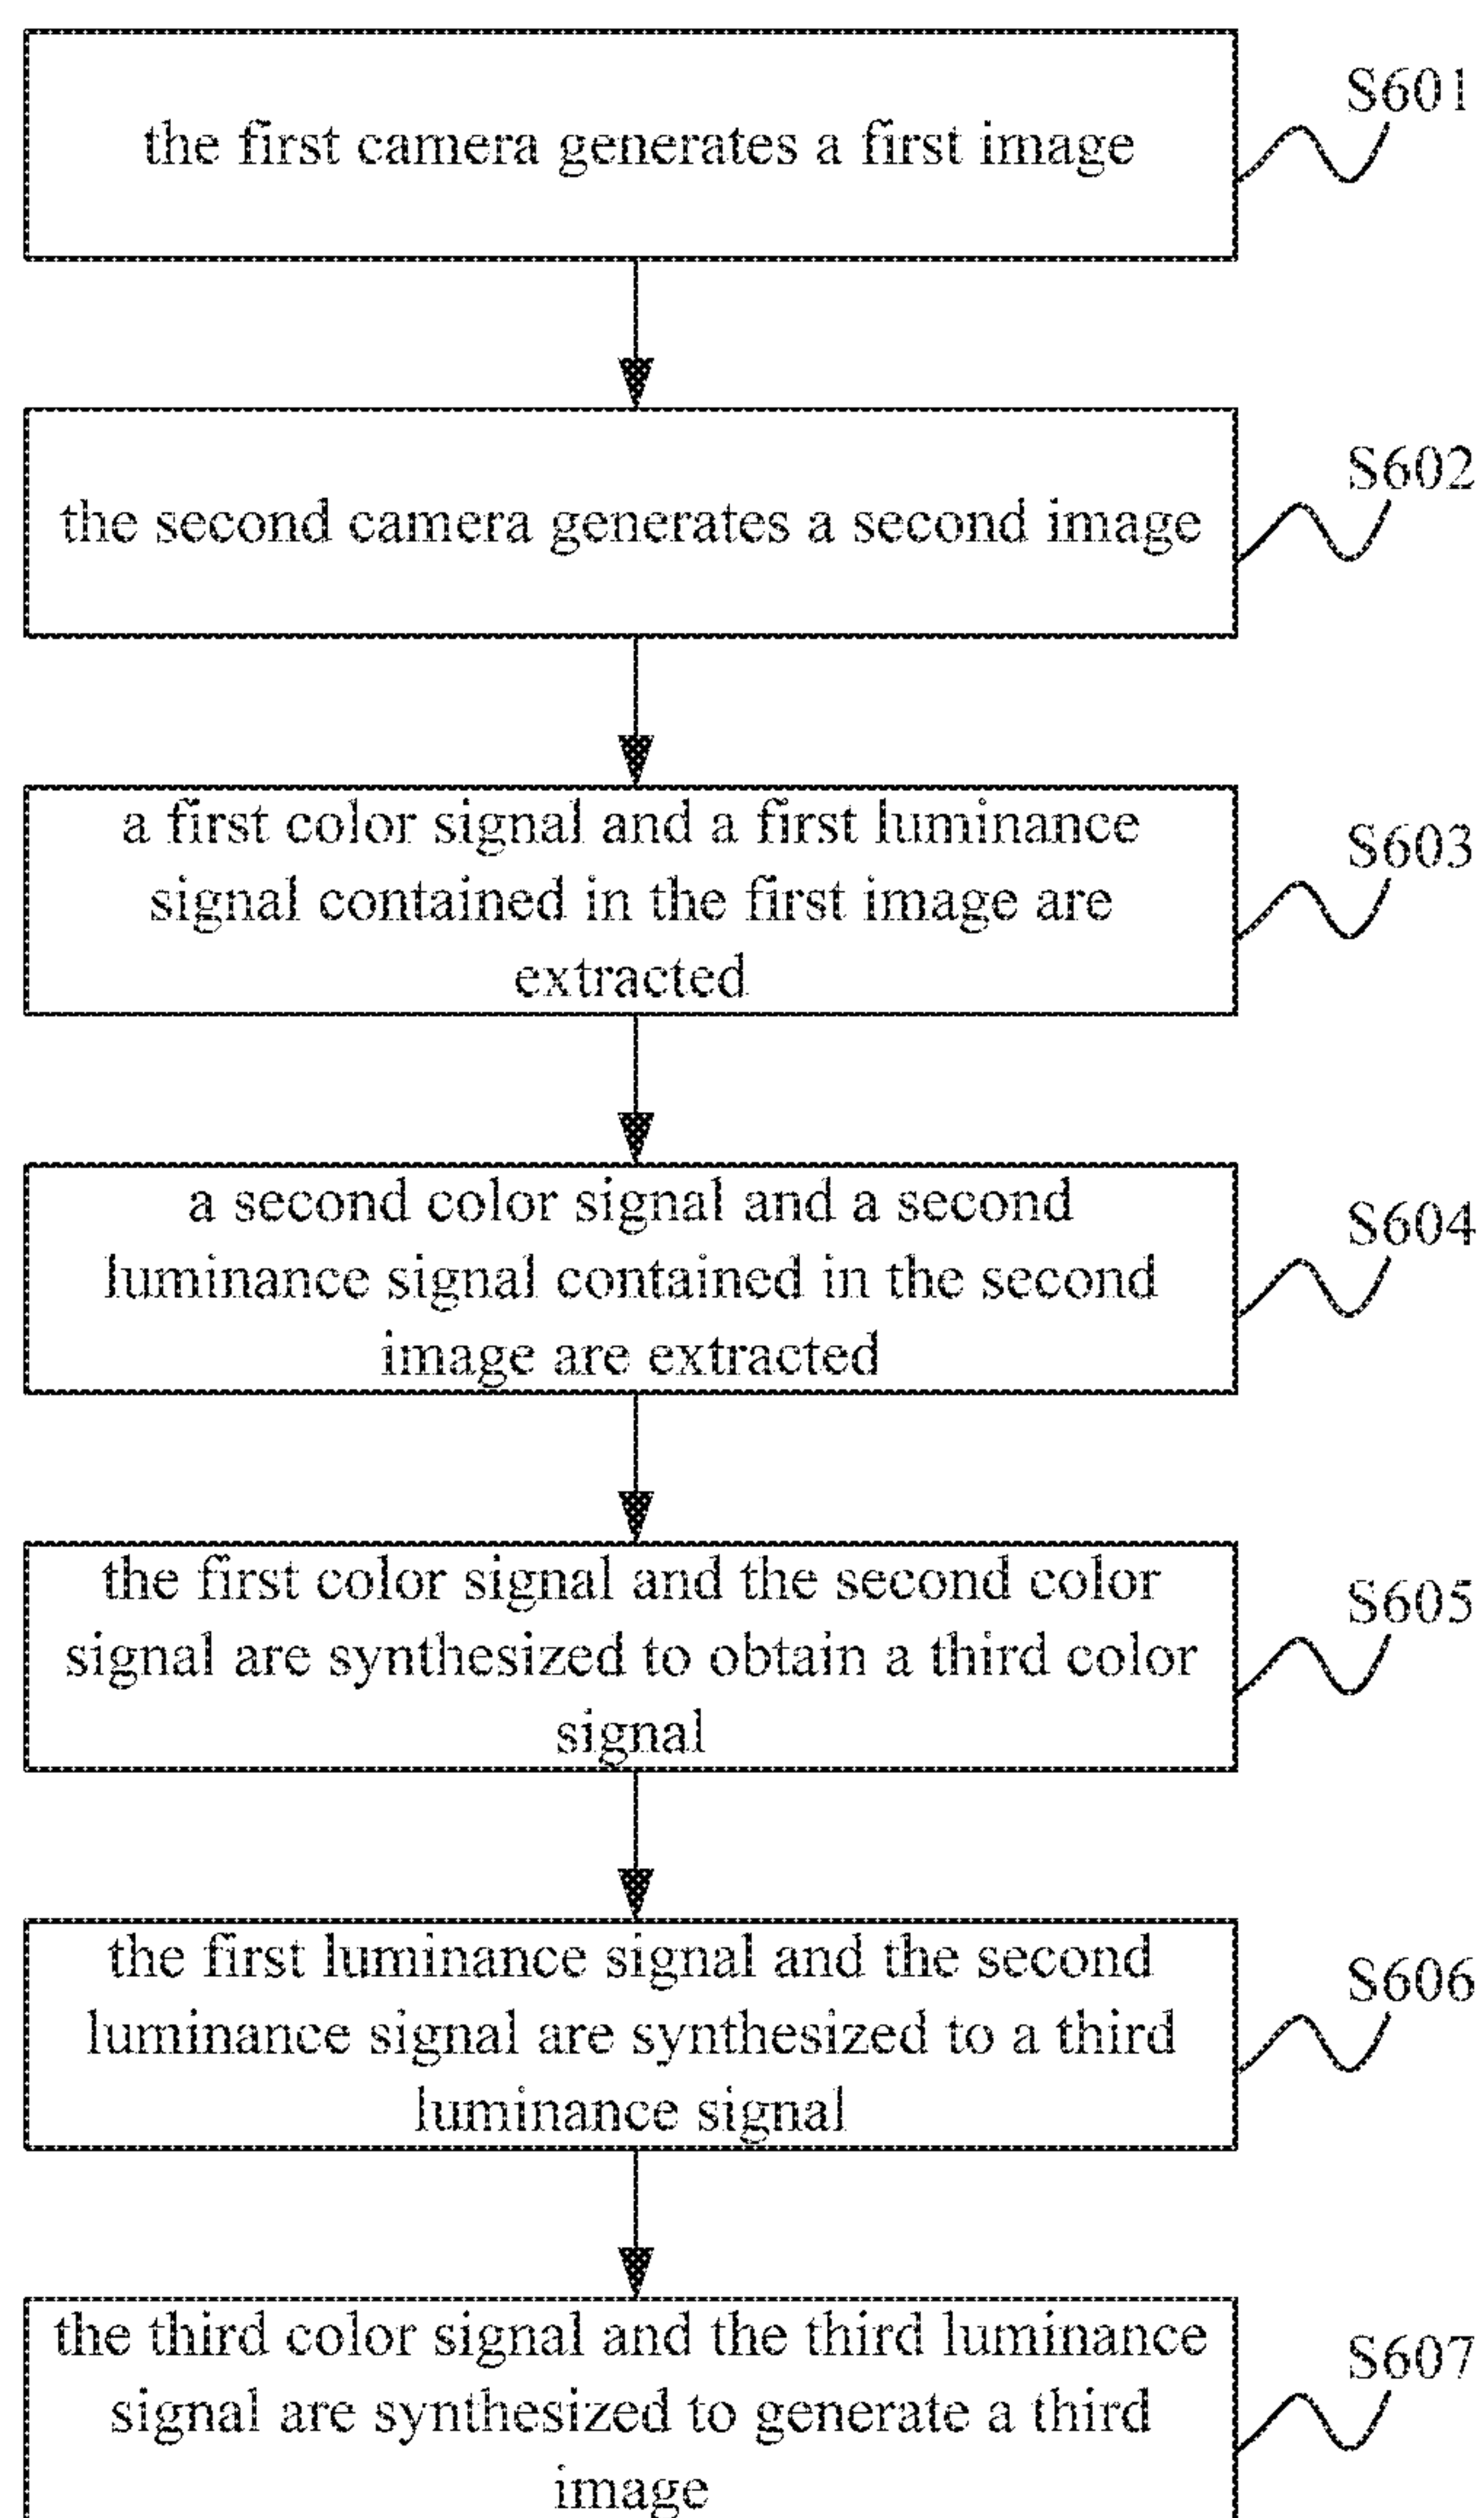 the first camera generates a first image
S601
the second camera generates a second image
S602
a first color signal and a first luminance
signal contained in the first image are
extracted
S603
a second color signal and a second
luminance signal contained in the second
image are extracted
S604
the first color signal and the second color
signal are synthesized to obtain a third color
signal
S605
the first luminance signal and the second
luminance signal are synthesized to a third
luminance signal
S606
the third color signal and the third luminance
signal are synthesized to generate a third
image
S607